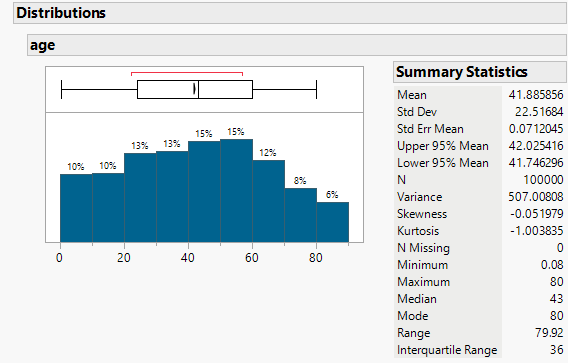 Distributions
age
10% 10% 13% 13% 15% 15% 12% 8% 6%
0 20 40 60 80
Summary Statistics
Mean 41.885856
Std Dev 22.51684
Std Err Mean 0.0712045
Upper 95% Mean 42.025416
Lower 95% Mean 41.746296
N 100000
Variance 507.00808
Skewness -0.051979
Kurtosis -1.003835
N Missing 0
Minimum 0.08
Maximum 80
Median 43
Mode 80
Range 79.92
Interquartile Range 36